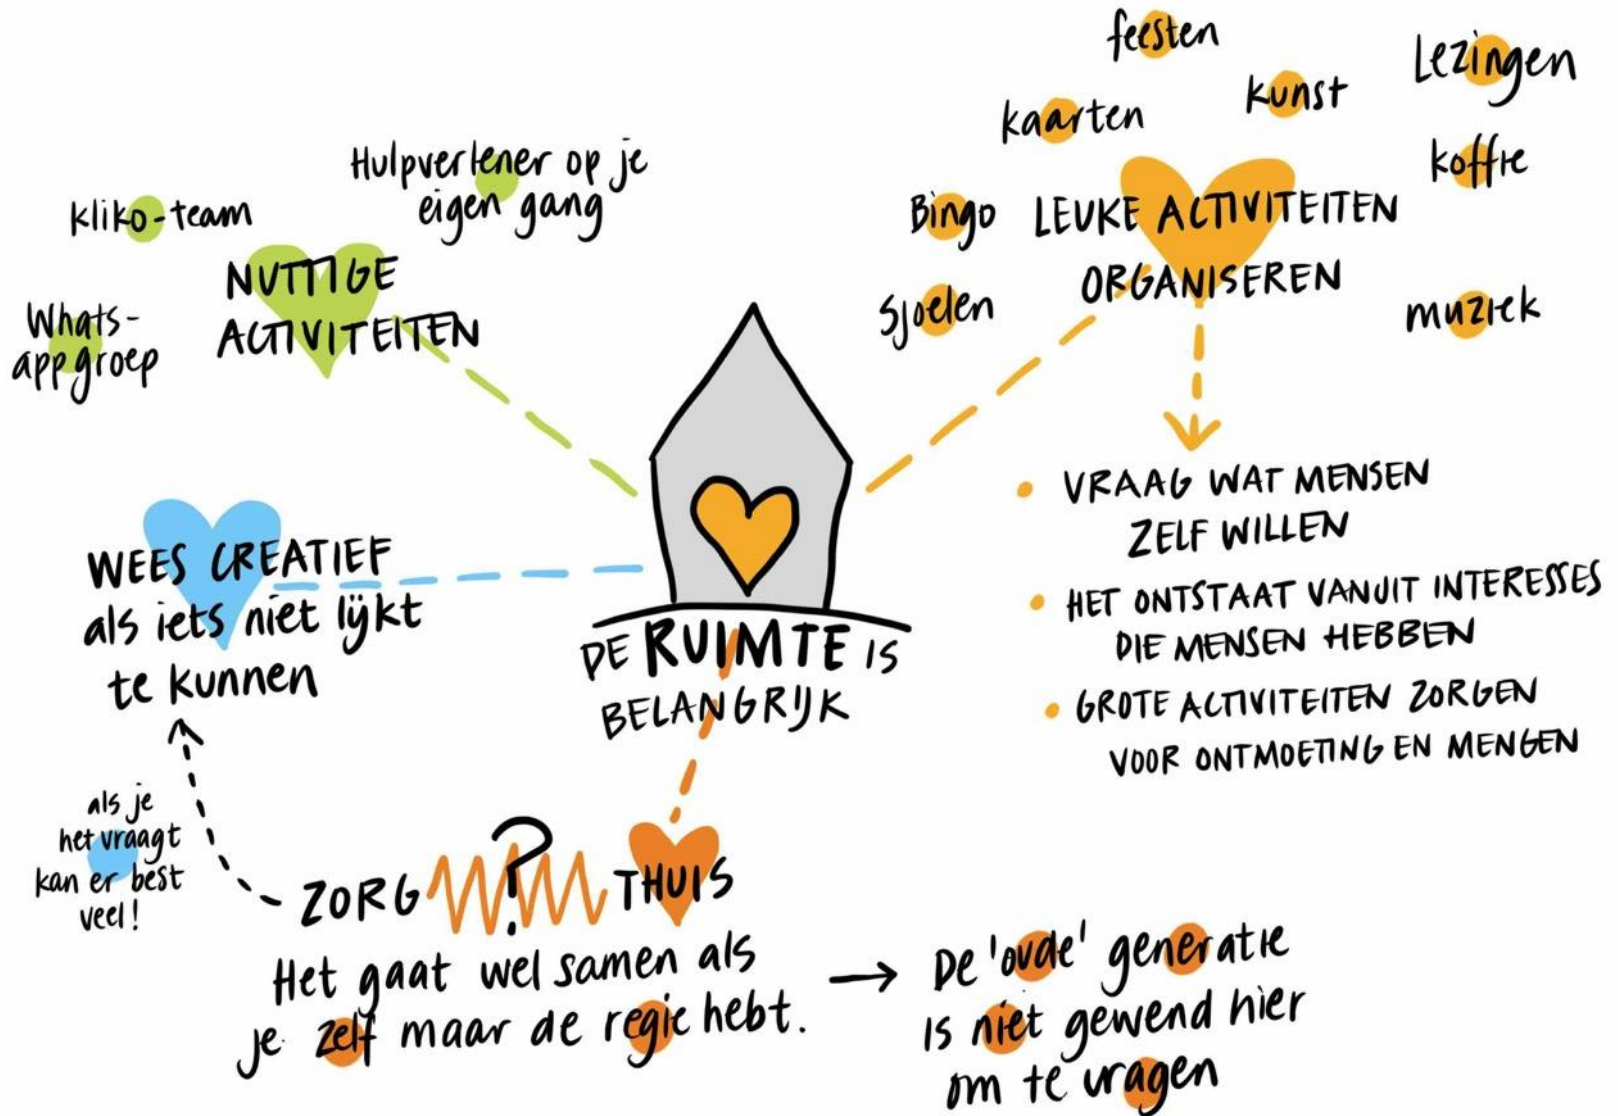 kliko-team
Hulpverlener op je
eigen gang
Whats-
appgroep
NUTTIGE
ACTIVITEITEN
feesten
kaarten
kunst
Lezingen
koffie
Bingo
LEUKE ACTIVITEITEN
ORGANISEREN
Sjoelen
muziek
• VRAAG WAT MENSEN
ZELF WILLEN
• HET ONTSTAAT VANUIT INTERESSES
DIE MENSEN HEBBEN
• GROTE ACTIVITEITEN ZORGEN
VOOR ONTMOETING EN MENGEN
WEES CREATIEF
als iets niet lijkt
te kunnen
DE RUIMTE IS
BELANGRIJK
als je
het vraagt
kan er best
veel!
ZORG ? THUIS
Het gaat wel samen als
je zelf maar de regie hebt.
De 'oude' generatie
is niet gewend hier
om te vragen